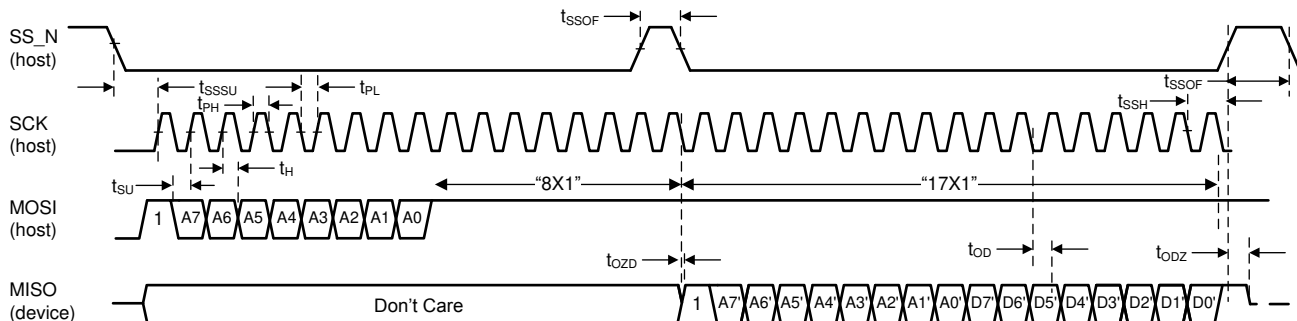 SS_N
(host)
tSSOF
tSSOF
tSSSU
tPL
tPH
tSSH
SCK
(host)
tH
tSU
“8X1”
“17X1”
MOSI
(host)
1 A7 A6 A5 A4 A3 A2 A1 A0
tOZD
tOD
tODZ
MISO
(device)
Don't Care
1 A7' A6' A5' A4' A3' A2' A1' A0' D7' D6' D5' D4' D3' D2' D1' D0'